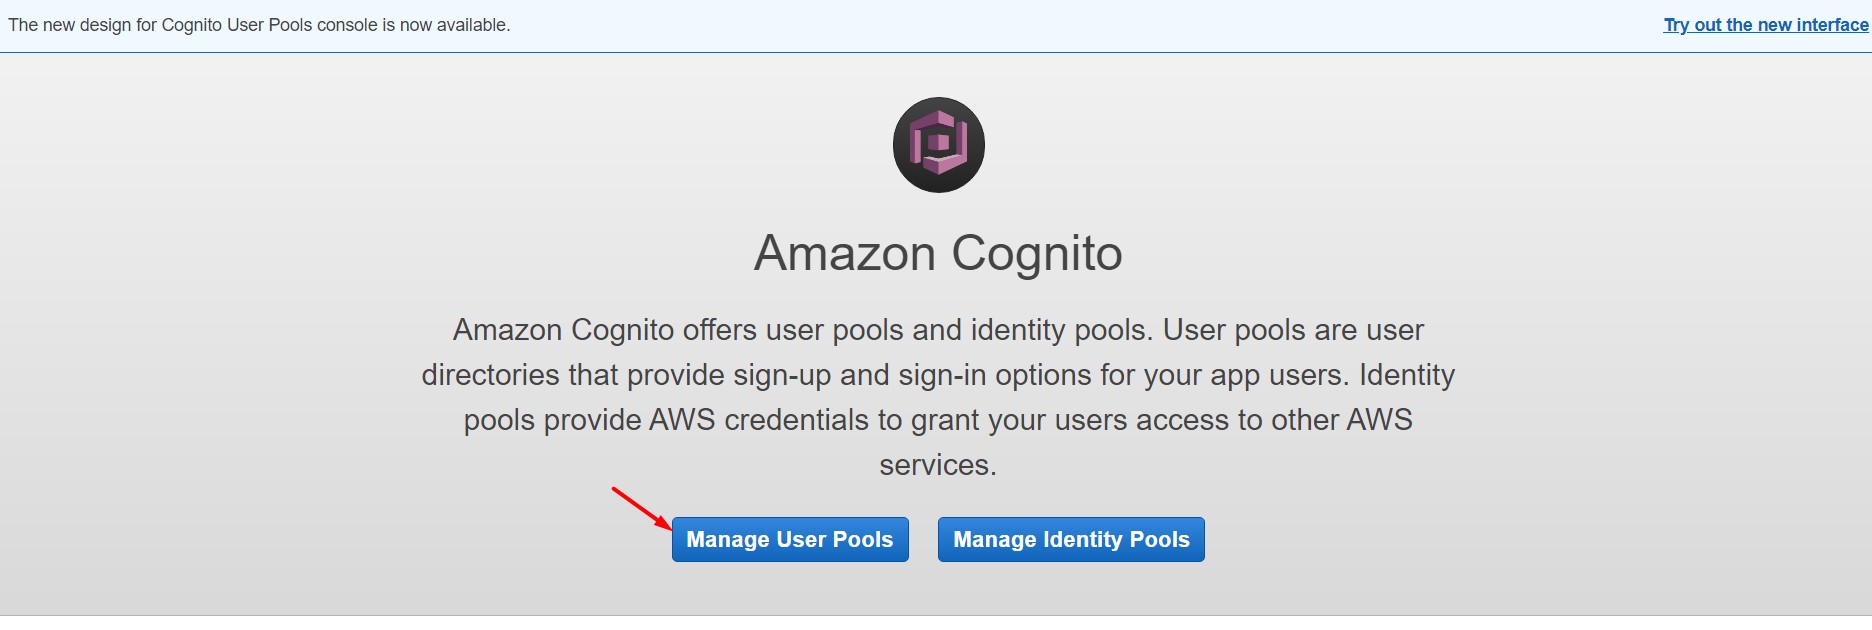 The new design for Cognito User Pools console is now available.
Try out the new interface
Amazon Cognito
Amazon Cognito offers user pools and identity pools. User pools are user
directories that provide sign-up and sign-in options for your app users. Identity
pools provide AWS credentials to grant your users access to other AWS
services.
Manage User Pools
Manage Identity Pools